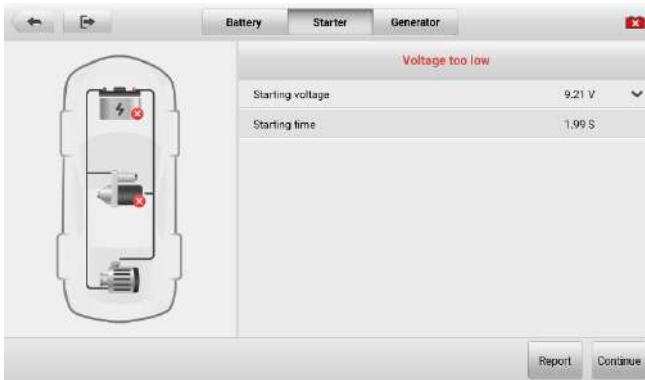 Battery Starter Generator
Voltage too low
Starting voltage 9.21 V
Starting time 1.99 S
Report Continue